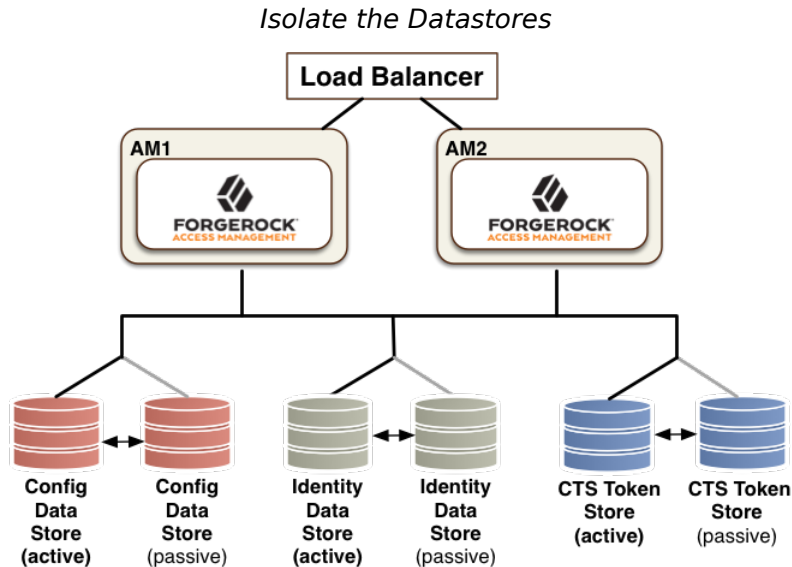 Isolate the Datastores
Load Balancer
AM1
FORGEROCK
ACCESS MANAGEMENT
AM2
FORGEROCK
ACCESS MANAGEMENT
Config
Data
Store
(active)
Config
Data
Store
(passive)
Identity
Data
Store
(active)
Identity
Data
Store
(passive)
CTS Token
Store
(active)
CTS Token
Store
(passive)